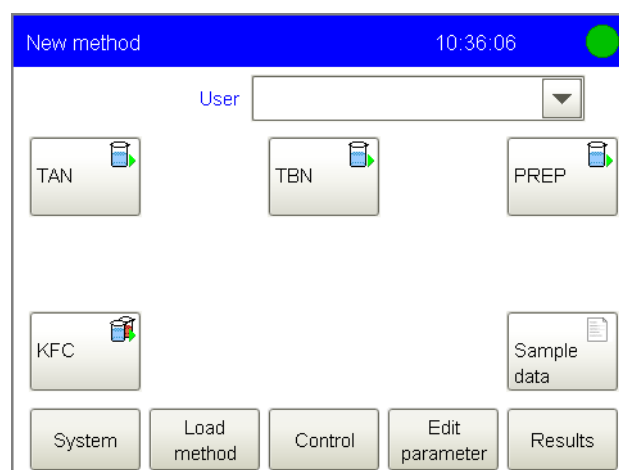 New method 10:36:06
User
TAN TBN PREP
KFC Sample
data
System Load
method Control Edit
parameter Results